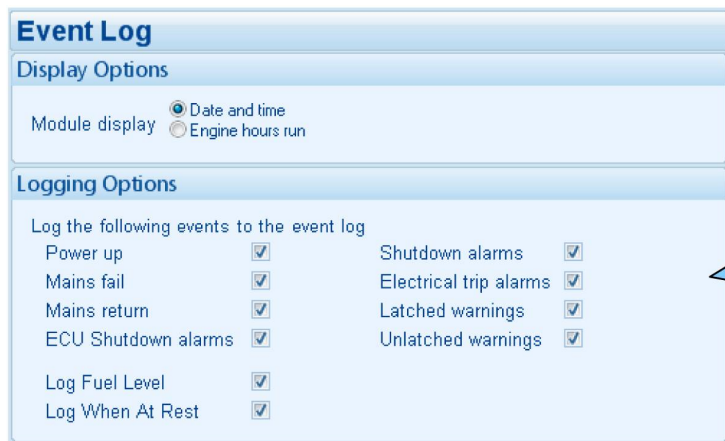 Event Log
Display Options
Module display
Date and time
Engine hours run
Logging Options
Log the following events to the event log
Power up
Shutdown alarms
Mains fail
Electrical trip alarms
Mains return
Latched warnings
ECU Shutdown alarms
Unlatched warnings
Log Fuel Level
Log When At Rest